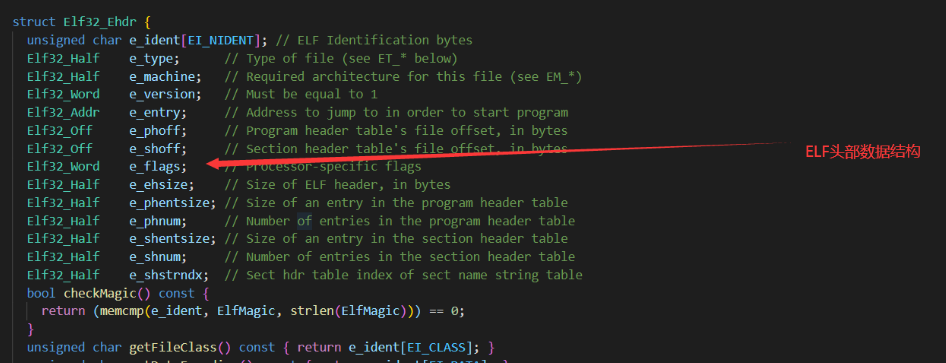 struct Elf32_Ehdr {
unsigned char e_ident[EI_NIDENT]; // ELF Identification bytes
Elf32_Half e_type; // Type of file (see ET_* below)
Elf32_Half e_machine; // Required architecture for this file (see EM_*)
Elf32_Word e_version; // Must be equal to 1
Elf32_Addr e_entry; // Address to jump to in order to start program
Elf32_Off e_phoff; // Program header table's file offset, in bytes
Elf32_Off e_shoff; // Section header table's file offset, in bytes
ELF头部数据结构
Elf32_Word e_flags; // Processor-specific flags
Elf32_Half e_ehsize; // Size of ELF header, in bytes
Elf32_Half e_phentsize; // Size of an entry in the program header table
Elf32_Half e_phnum; // Number of entries in the program header table
Elf32_Half e_shentsize; // Size of an entry in the section header table
Elf32_Half e_shnum; // Number of entries in the section header table
Elf32_Half e_shstrndx; // Sect hdr table index of sect name string table
bool checkMagic() const {
return (memcmp(e_ident, ElfMagic, strlen(ElfMagic))) == 0;
}
unsigned char getFileClass() const { return e_ident[EI_CLASS]; }